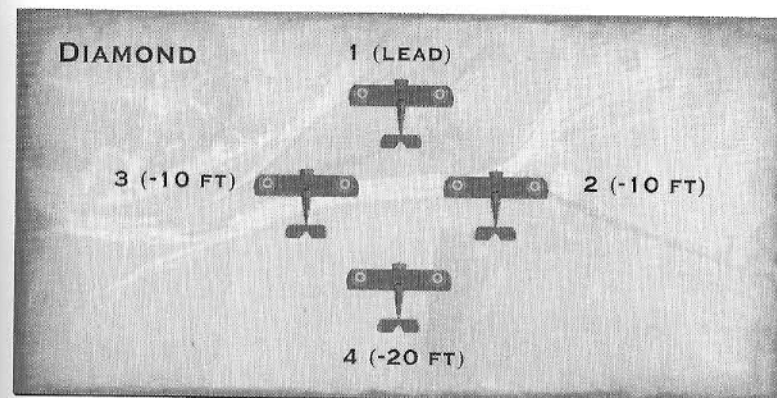 DIAMOND
1 (LEAD)
3 (-10 FT)
2 (-10 FT)
4 (-20 FT)